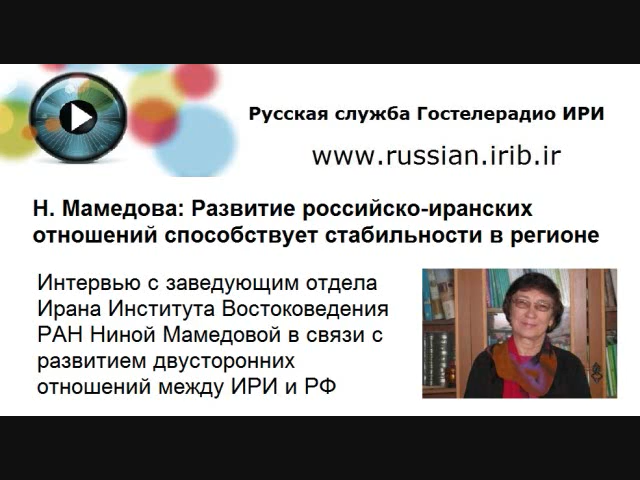 Русская служба Гостелерадио ИРИ
www.russian.irib.ir
Н. Мамедова: Развитие российско-иранских
отношений способствует стабильности в регионе
Интервью с заведующим отдела
Ирана Института Востоковедения
РАН Ниной Мамедовой в связи с
развитием двусторонних
отношений между ИРИ и РФ